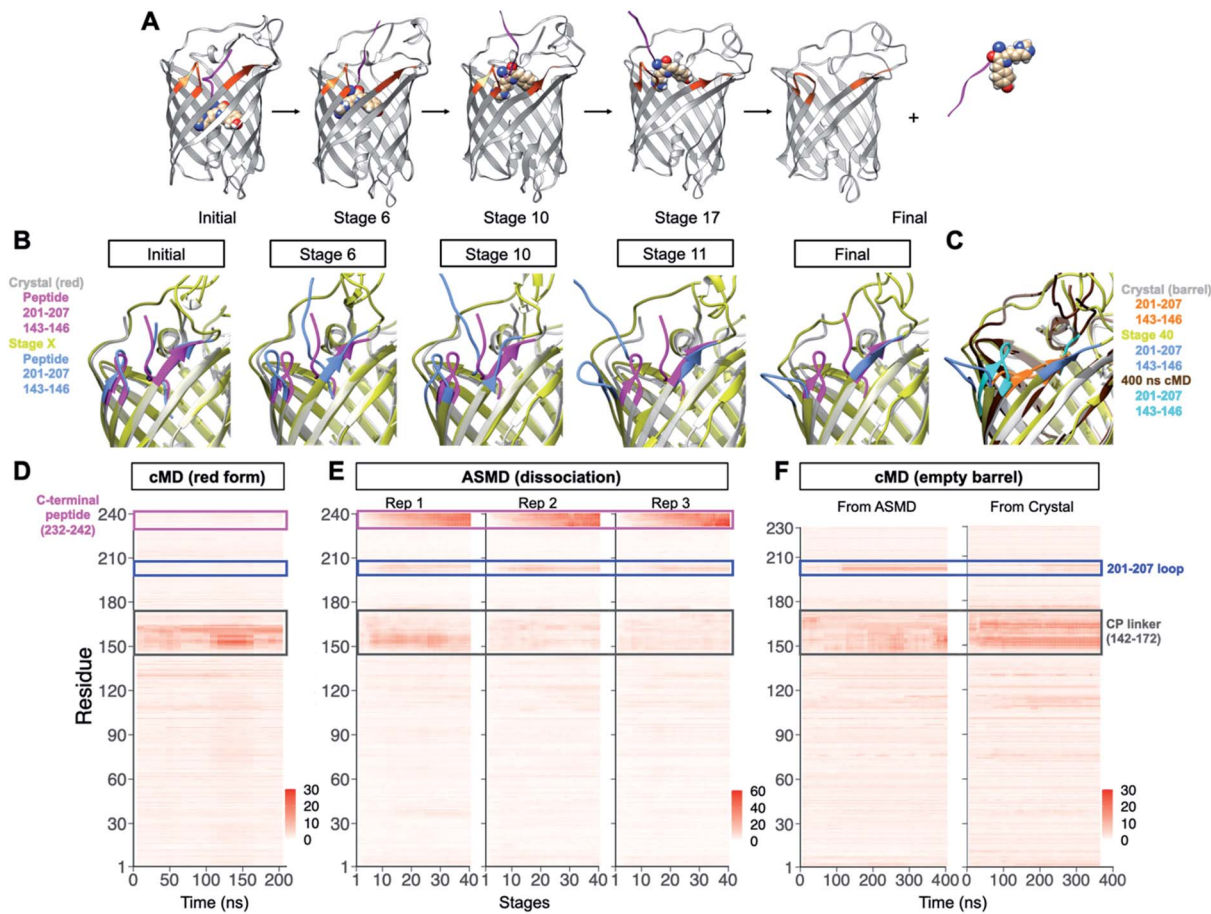 A
+
Initial
Stage 6
Stage 10
Stage 17
Final
B
Initial
Stage 6
Stage 10
Stage 11
Final
C
Crystal (red)
Peptide
201-207
143-146
Stage X
Peptide
201-207
143-146
Crystal (barrel)
201-207
143-146
Stage 40
201-207
143-146
400 ns cMD
201-207
143-146
D
cMD (red form)
C-terminal
peptide
(232-242)
240
210
180
150
120
90
60
30
1
Residue
30
20
10
0
0 50 100 150 200
Time (ns)
E
ASMD (dissociation)
Rep 1
Rep 2
Rep 3
240
210
180
150
120
90
60
30
1
60
40
20
0
1 10 20 30 40
1 10 20 30 40
1 10 20 30 40
Stages
F
cMD (empty barrel)
From ASMD
From Crystal
230
210
180
150
120
90
60
30
1
201-207 loop
CP linker
(142-172)
30
20
10
0
0 100 200 300 400
0 100 200 300 400
Time (ns)